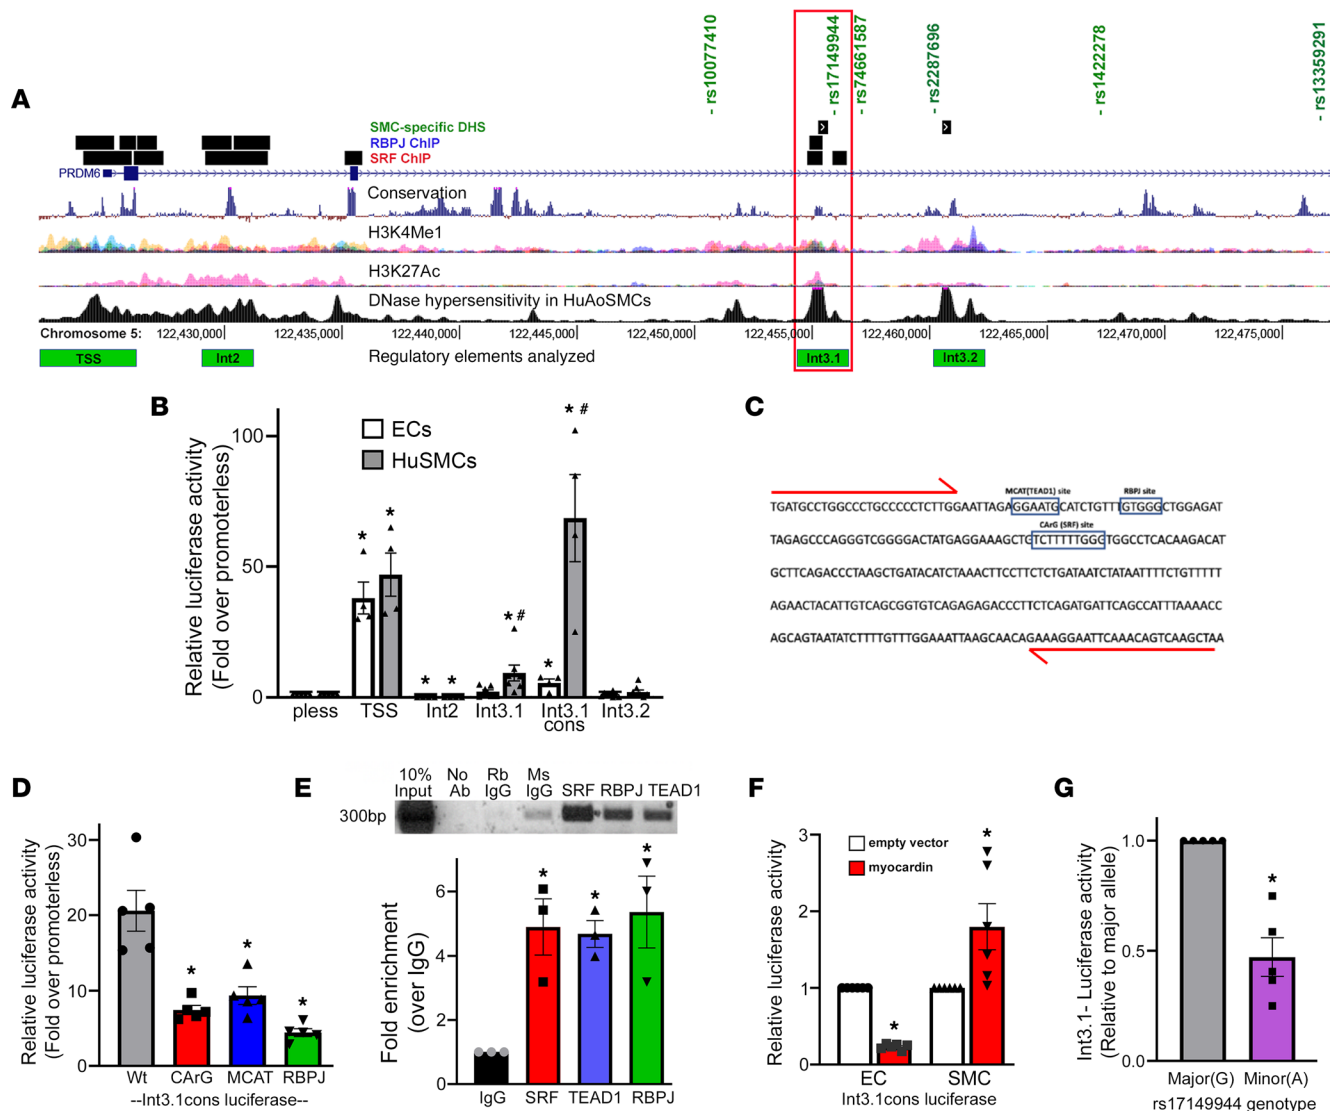 A
rs10077410
rs17149944
rs74661587
rs2287696
rs1422278
rs13359291
SMC-specific DHS
RBPJ ChIP
SRF ChIP
PRDM6
Conservation
H3K4Me1
H3K27Ac
DNase hypersensitivity in HuAoSMCs
Chromosome 5: 122,430,000 122,435,000 122,440,000 122,445,000 122,450,000 122,455,000 122,460,000 122,465,000 122,470,000 122,475,000
TSS Int2 Regulatory elements analyzed Int3.1 Int3.2
B
Relative luciferase activity
(Fold over promoterless)
100
50
0
ECs
HuSMCs
* * * * * # * * #
pless TSS Int2 Int3.1 Int3.1 cons Int3.2
C
MCAT(TEAD1) site RBPJ site
TGATGCCTGGCCCTGCCCCCTCTTGGAATTAGAGGAATGCATCTGTTTGTGGGCTGGAGAT
CArG (SRF) site
TAGAGCCCAGGGTCGGGGACTATGAGGAAAGCTGTCTTTTTGGGTGGCCTCACAAGACAT
GCTTCAGACCCTAAGCTGATACATCTAAACTTCCTTCTCTGATAATCTATAATTTTCTGTTTTT
AGAACTACATTGTCAGCGGTGTCAGAGAGACCCTTCTCAGATGATTCAGCCATTTAAAACC
AGCAGTAATATCTTTTGTTTGGAAATTAAGCAACAGAAAGGAATTCAAACAGTCAAGCTAA
D
Relative luciferase activity
(Fold over promoterless)
30
20
10
0
* * *
Wt CArG MCAT RBPJ
--Int3.1cons luciferase--
E
10% Input No Ab Rb IgG Ms IgG SRF RBPJ TEAD1
300bp
Fold enrichment
(over IgG)
6
4
2
0
* * *
IgG SRF TEAD1 RBPJ
F
Relative luciferase activity
3
2
1
0
empty vector
myocardin
* *
EC SMC
Int3.1cons luciferase
G
Int3.1- Luciferase activity
(Relative to major allele)
1.0
0.5
0.0
*
Major(G) Minor(A)
rs17149944 genotype